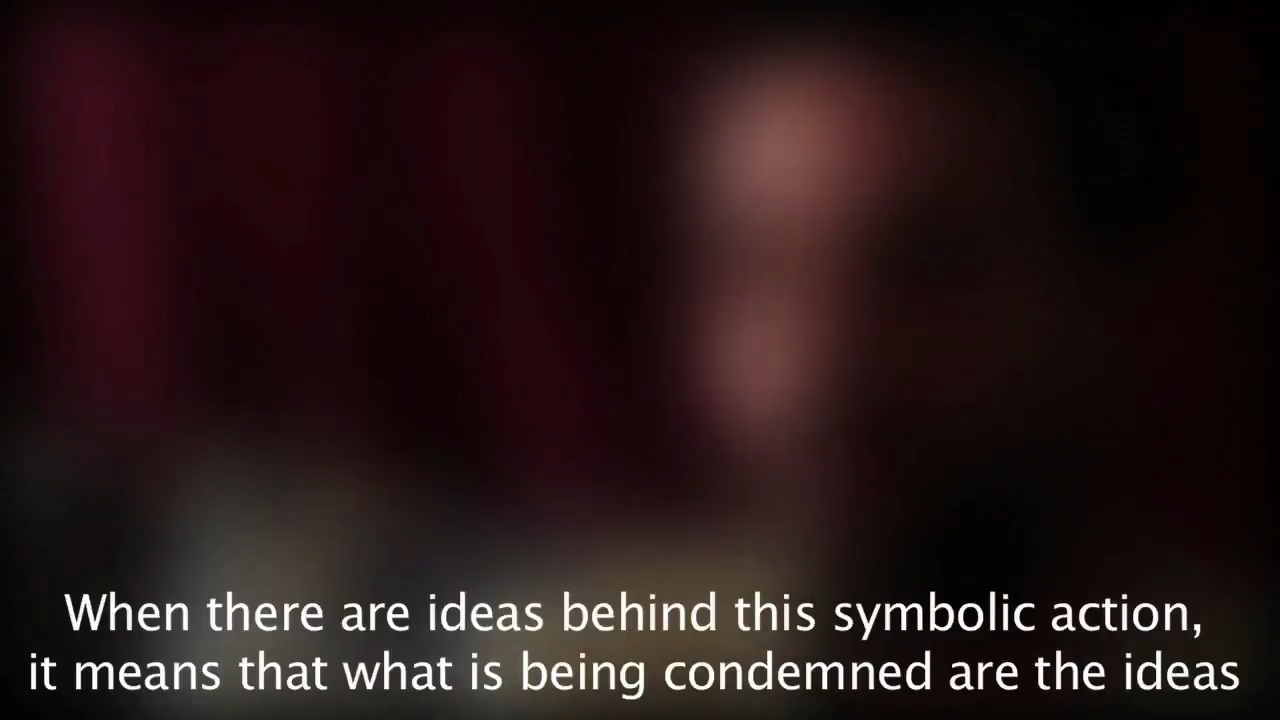 When there are ideas behind this symbolic action,
it means that what is being condemned are the ideas